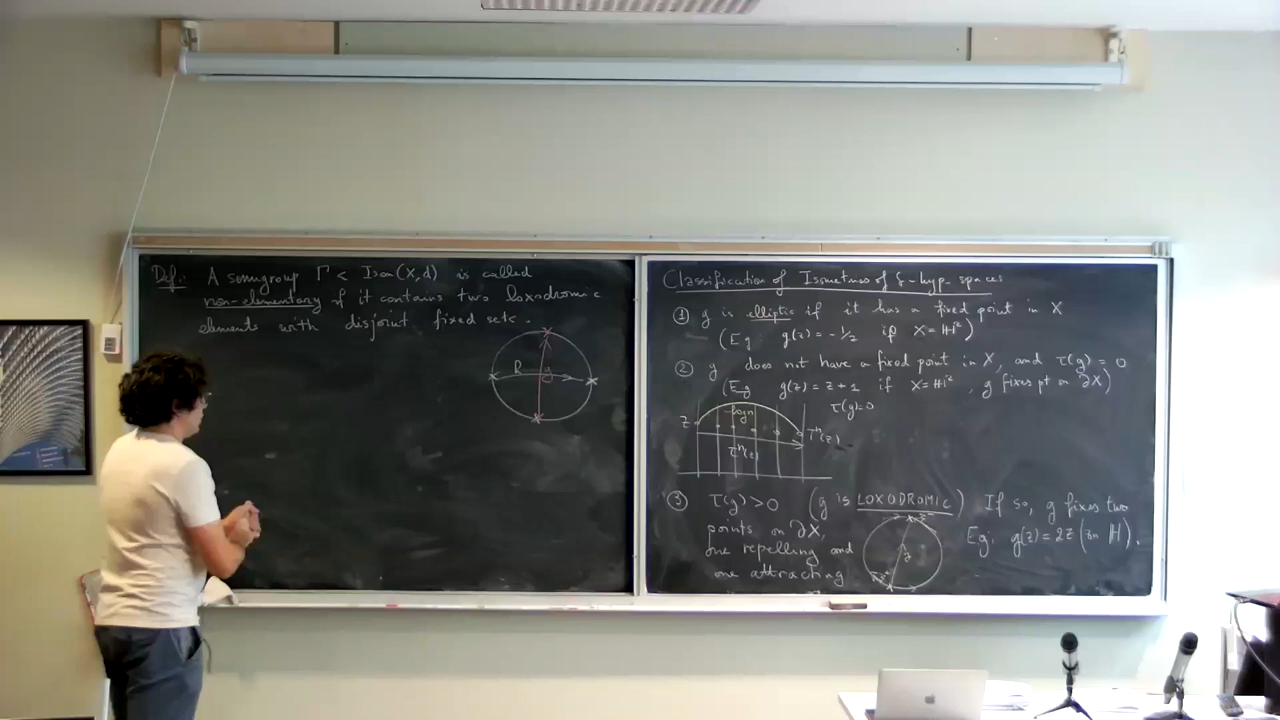 Def: A semigroup Γ < Isom(X,d) is called
non-elementary if it contains two loxodromic
elements with disjoint fixed sets.
R g
Classification of Isometries of δ-hyp. spaces
① g is elliptic if it has a fixed point in X
(Eg. g(z) = -1/z if X = ℍ²)
② g does not have a fixed point in X, and τ(g) = 0
(Eg g(z) = z + 1 if X = ℍ², g fixes pt on ∂X)
τ(g)=0
z ~logn Tⁿ(z)
③ τ(g) > 0 (g is LOXODROMIC) If so, g fixes two
points on ∂X,
one repelling and
one attracting
g
Eg. g(z) = 2z (in ℍ).